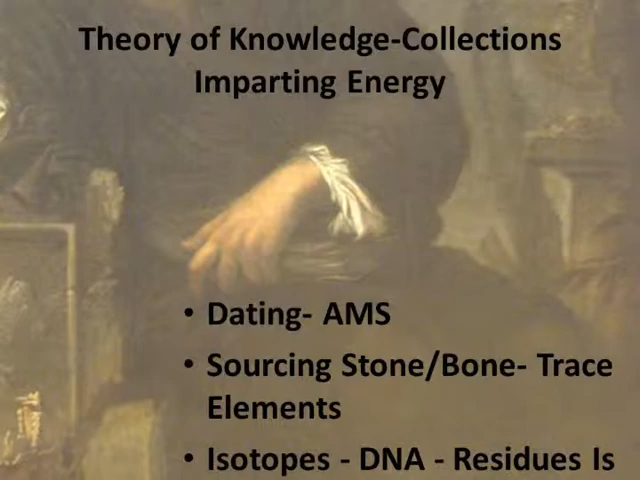 Theory of Knowledge-Collections
Imparting Energy
• Dating- AMS
• Sourcing Stone/Bone- Trace
Elements
• Isotopes - DNA - Residues Is